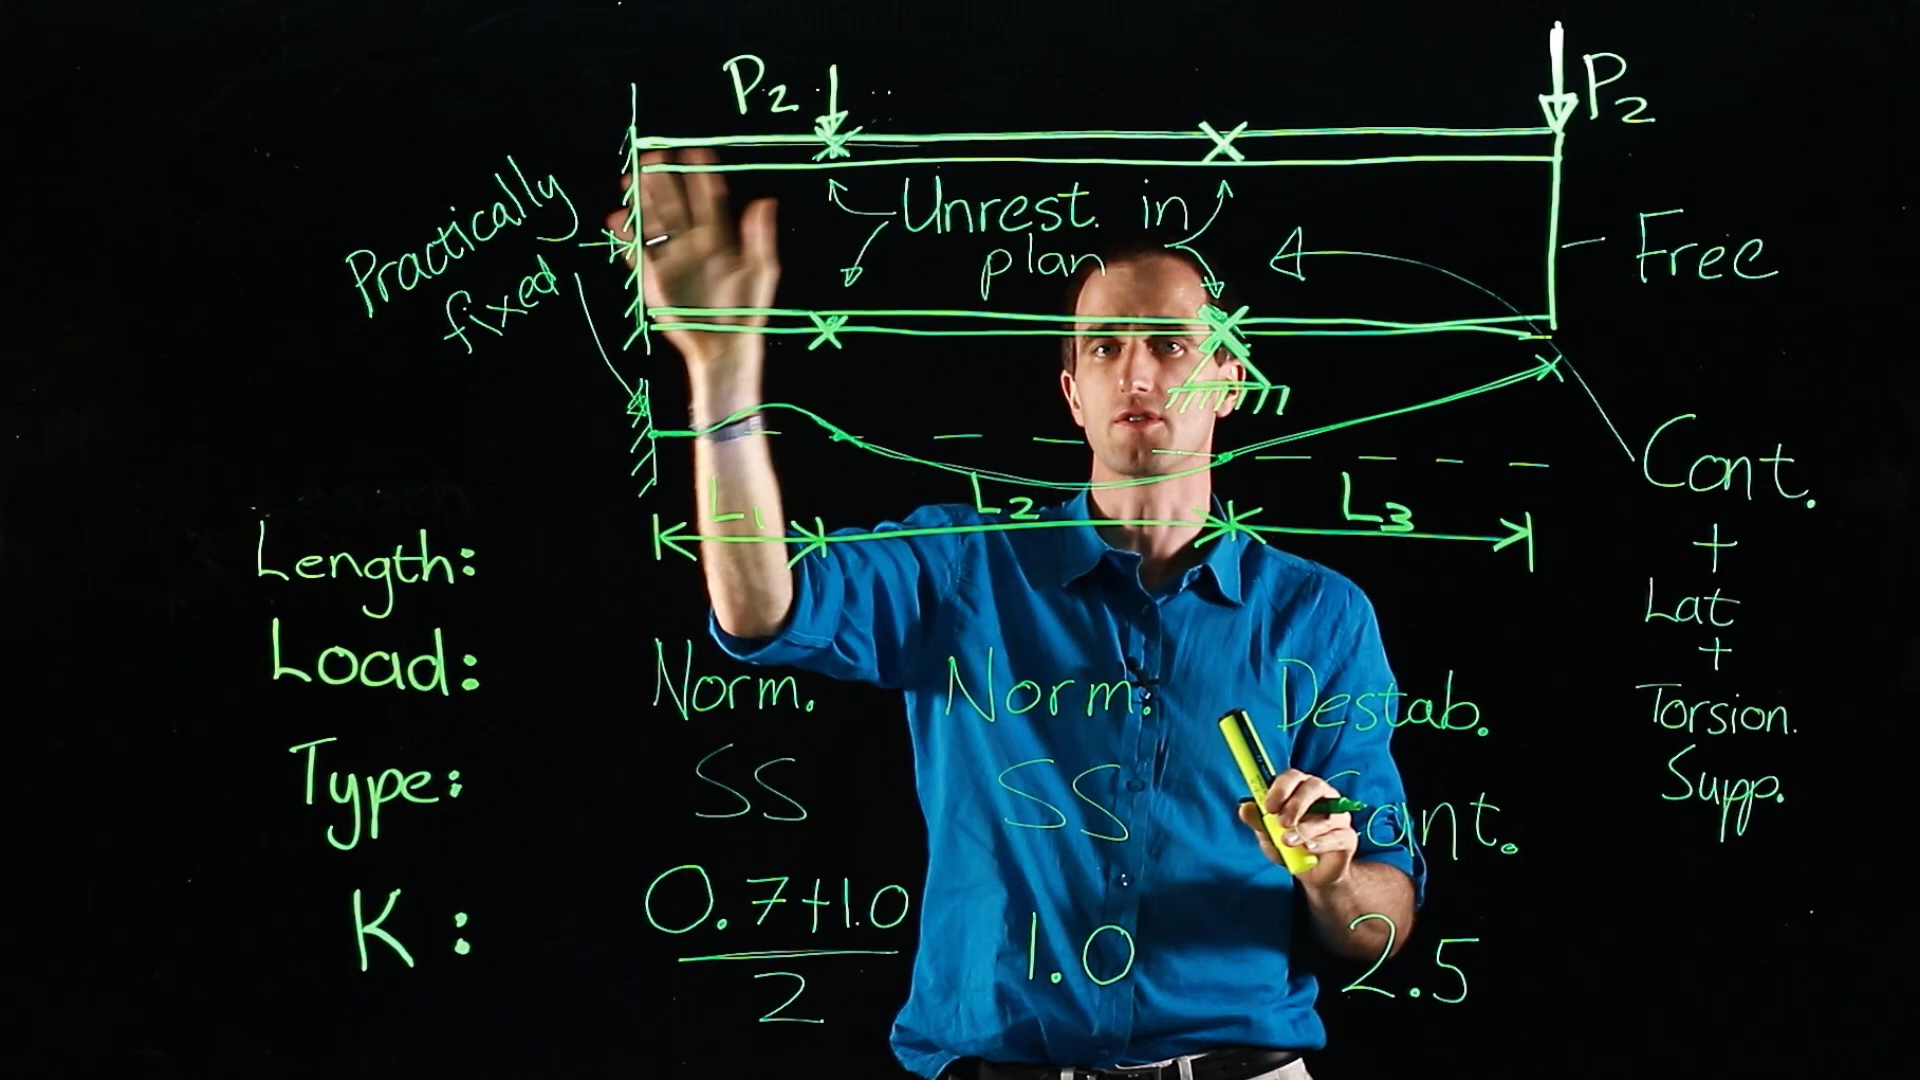 P2
P2
Practically
fixed
Unrest. in
plan
Free
Cont.
+
Lat
+
Torsion.
Supp.
L1
L2
L3
Length:
Load: Norm. Norm. Destab.
Type: SS SS Cant.
K: 0.7+1.0 1.0 2.5
2